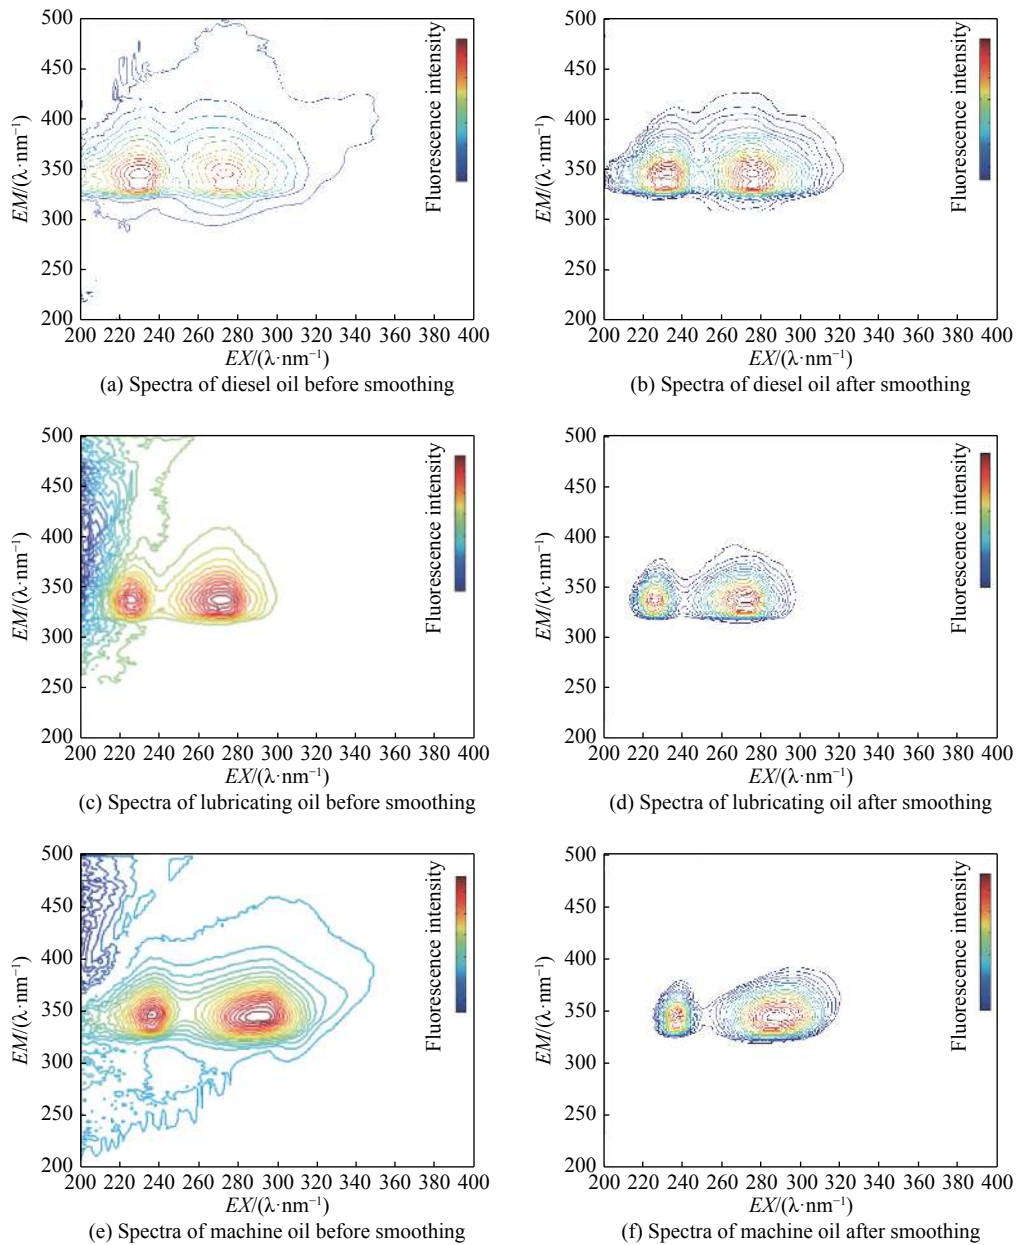 500
450
400
350
300
250
200
200 220 240 260 280 300 320 340 360 380 400
EM/(λ·nm⁻¹)
EX/(λ·nm⁻¹)
Fluorescence intensity
(a) Spectra of diesel oil before smoothing
500
450
400
350
300
250
200
200 220 240 260 280 300 320 340 360 380 400
EM/(λ·nm⁻¹)
EX/(λ·nm⁻¹)
Fluorescence intensity
(b) Spectra of diesel oil after smoothing
500
450
400
350
300
250
200
200 220 240 260 280 300 320 340 360 380 400
EM/(λ·nm⁻¹)
EX/(λ·nm⁻¹)
Fluorescence intensity
(c) Spectra of lubricating oil before smoothing
500
450
400
350
300
250
200
200 220 240 260 280 300 320 340 360 380 400
EM/(λ·nm⁻¹)
EX/(λ·nm⁻¹)
Fluorescence intensity
(d) Spectra of lubricating oil after smoothing
500
450
400
350
300
250
200
200 220 240 260 280 300 320 340 360 380 400
EM/(λ·nm⁻¹)
EX/(λ·nm⁻¹)
Fluorescence intensity
(e) Spectra of machine oil before smoothing
500
450
400
350
300
250
200
200 220 240 260 280 300 320 340 360 380 400
EM/(λ·nm⁻¹)
EX/(λ·nm⁻¹)
Fluorescence intensity
(f) Spectra of machine oil after smoothing